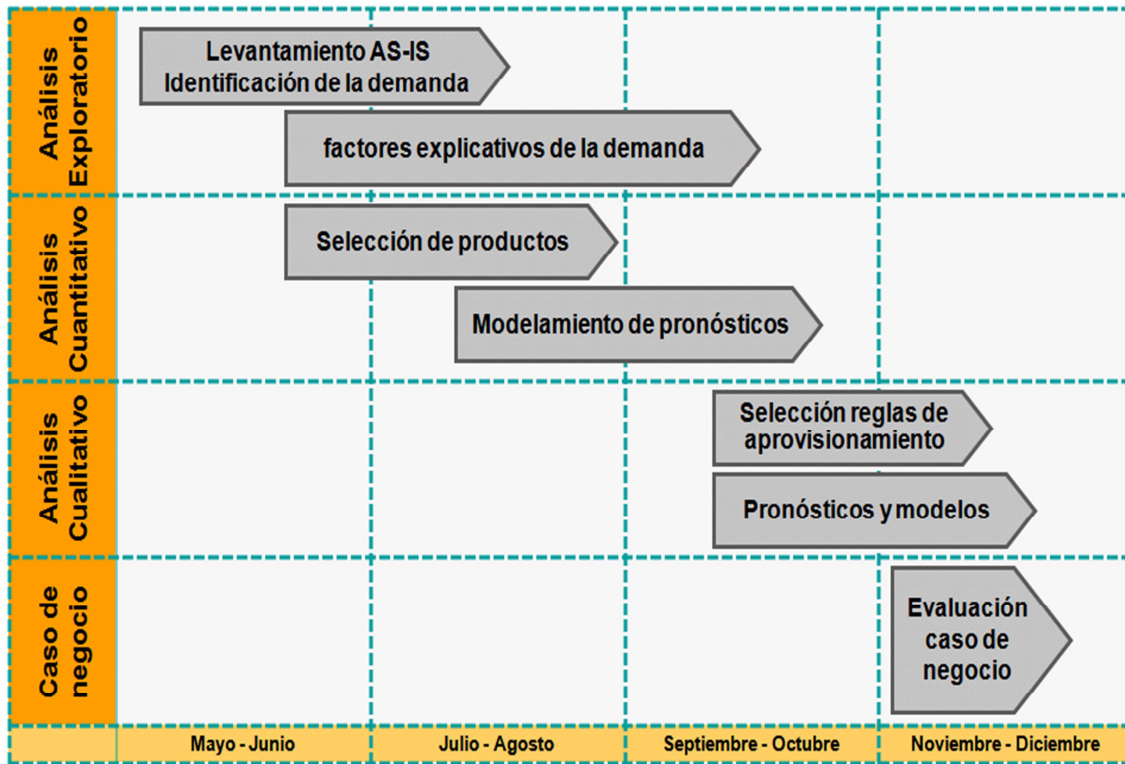 Análisis
Exploratorio
Levantamiento AS-IS
Identificación de la demanda
factores explicativos de la demanda
Análisis
Cuantitativo
Selección de productos
Modelamiento de pronósticos
Análisis
Cualitativo
Selección reglas de
aprovisionamiento
Pronósticos y modelos
Caso de
negocio
Evaluación
caso de
negocio
Mayo - Junio
Julio - Agosto
Septiembre - Octubre
Noviembre - Diciembre